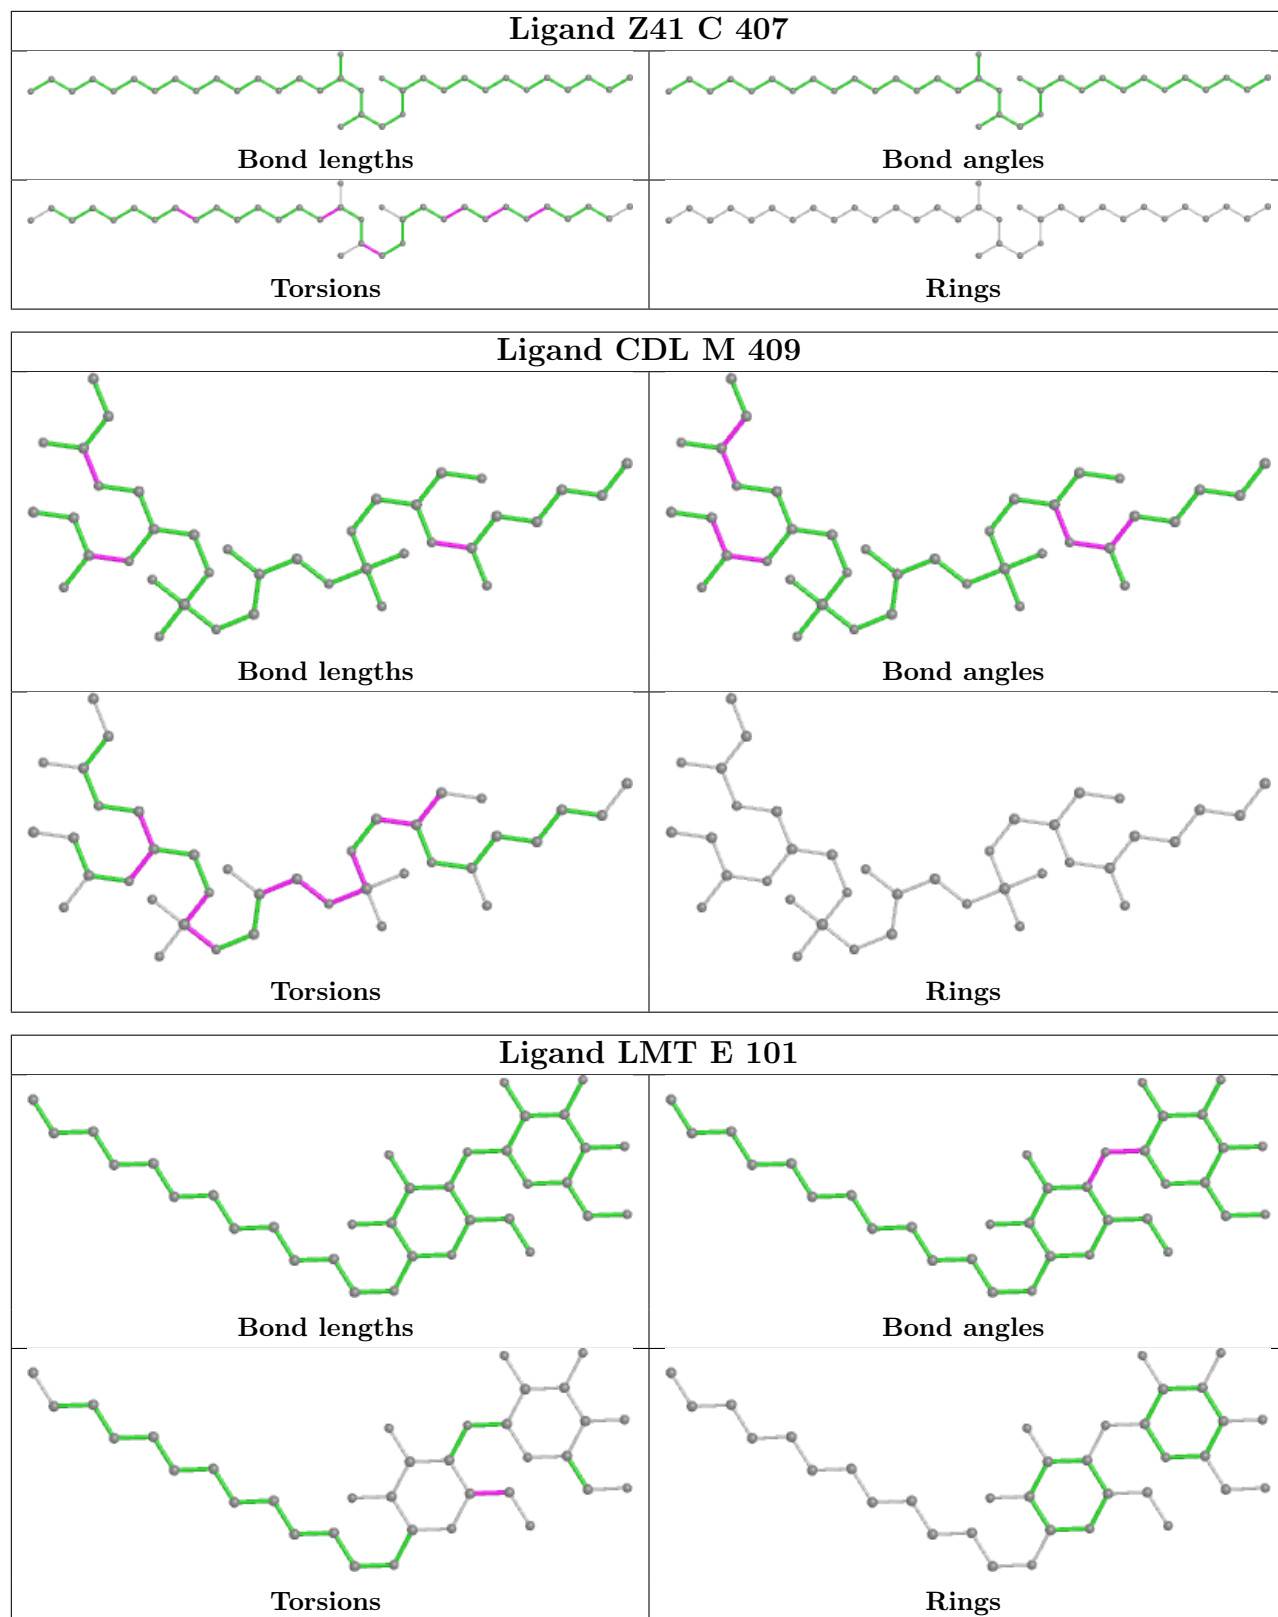 Ligand Z41 C 407
Bond lengths
Bond angles
Torsions
Rings
Ligand CDL M 409
Bond lengths
Bond angles
Torsions
Rings
Ligand LMT E 101
Bond lengths
Bond angles
Torsions
Rings